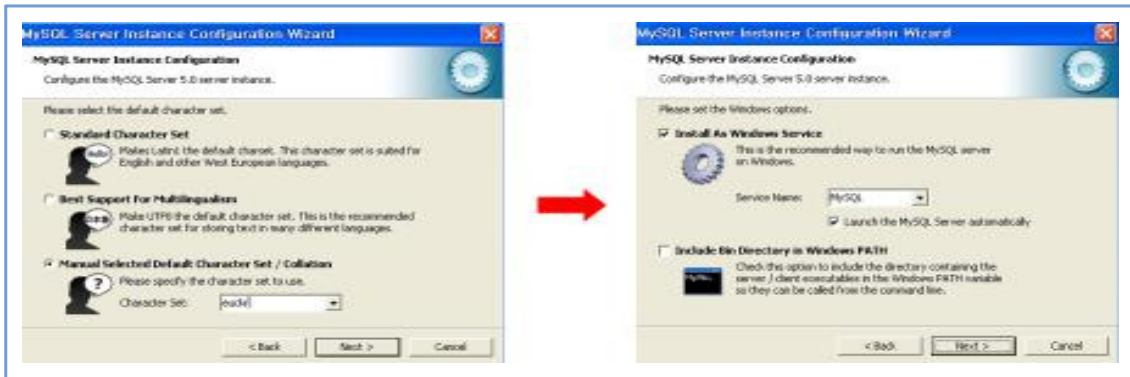 MySQL Server Instance Configuration Wizard
MySQL Server Instance Configuration
Configure the MySQL Server 5.0 server instance.
Please select the default character set.
Standard Character Set
Makes Latin1 the default charset. This character set is suited for
English and other West European languages.
Best Support For Multilingualism
Make UTF8 the default character set. This is the recommended
character set for storing text in many different languages.
Manual Selected Default Character Set / Collation
Please specify the character set to use.
Character Set:
< Back Next > Cancel
MySQL Server Instance Configuration Wizard
MySQL Server Instance Configuration
Configure the MySQL Server 5.0 server instance.
Please set the Windows options.
Install As Windows Service
This is the recommended way to run the MySQL server
on Windows.
Service Name: MySQL
Launch the MySQL Server automatically
Include Bin Directory in Windows PATH
Check this option to include the directory containing the
server / client executables in the Windows PATH variable
so they can be called from the command line.
< Back Next > Cancel